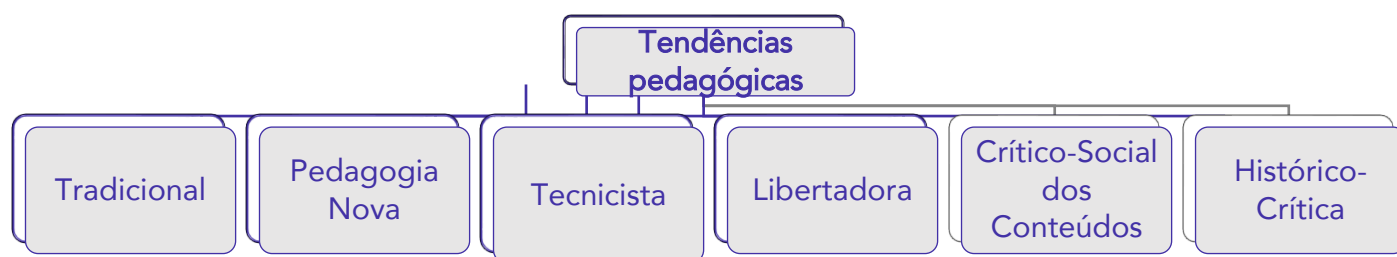 Tendências
pedagógicas
Tradicional
Pedagogia
Nova
Tecnicista
Libertadora
Crítico-Social
dos
Conteúdos
Histórico-
Crítica